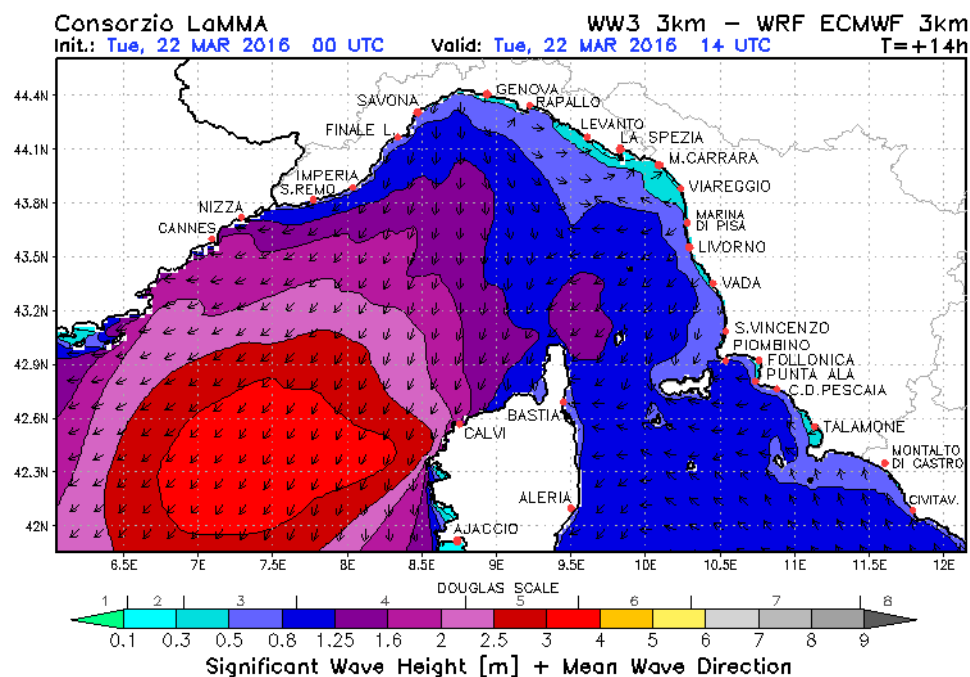 Consorzio LaMMA WW3 3km – WRF ECMWF 3km
Init.: Tue, 22 MAR 2016 00 UTC Valid: Tue, 22 MAR 2016 14 UTC T=+14h
44.4N
GENOVA
SAVONA
RAPALLO
FINALE L.
LEVANTO
LA SPEZIA
44.1N
M.CARRARA
IMPERIA
S.REMO
VIAREGGIO
43.8N
NIZZA
MARINA
DI PISA
CANNES
LIVORNO
43.5N
VADA
43.2N
S.VINCENZO
PIOMBINO
42.9N
FOLLONICA
PUNTA ALA
C.D.PESCAIA
42.6N
BASTIA
CALVI
TALAMONE
MONTALTO
DI CASTRO
42.3N
ALERIA
CIVITAV.
42N
AJACCIO
6.5E 7E 7.5E 8E 8.5E 9E 9.5E 10E 10.5E 11E 11.5E 12E
DOUGLAS SCALE
1 2 3 4 5 6 7 8
0.1 0.3 0.5 0.8 1.25 1.6 2 2.5 3 4 5 6 7 8 9
Significant Wave Height [m] + Mean Wave Direction